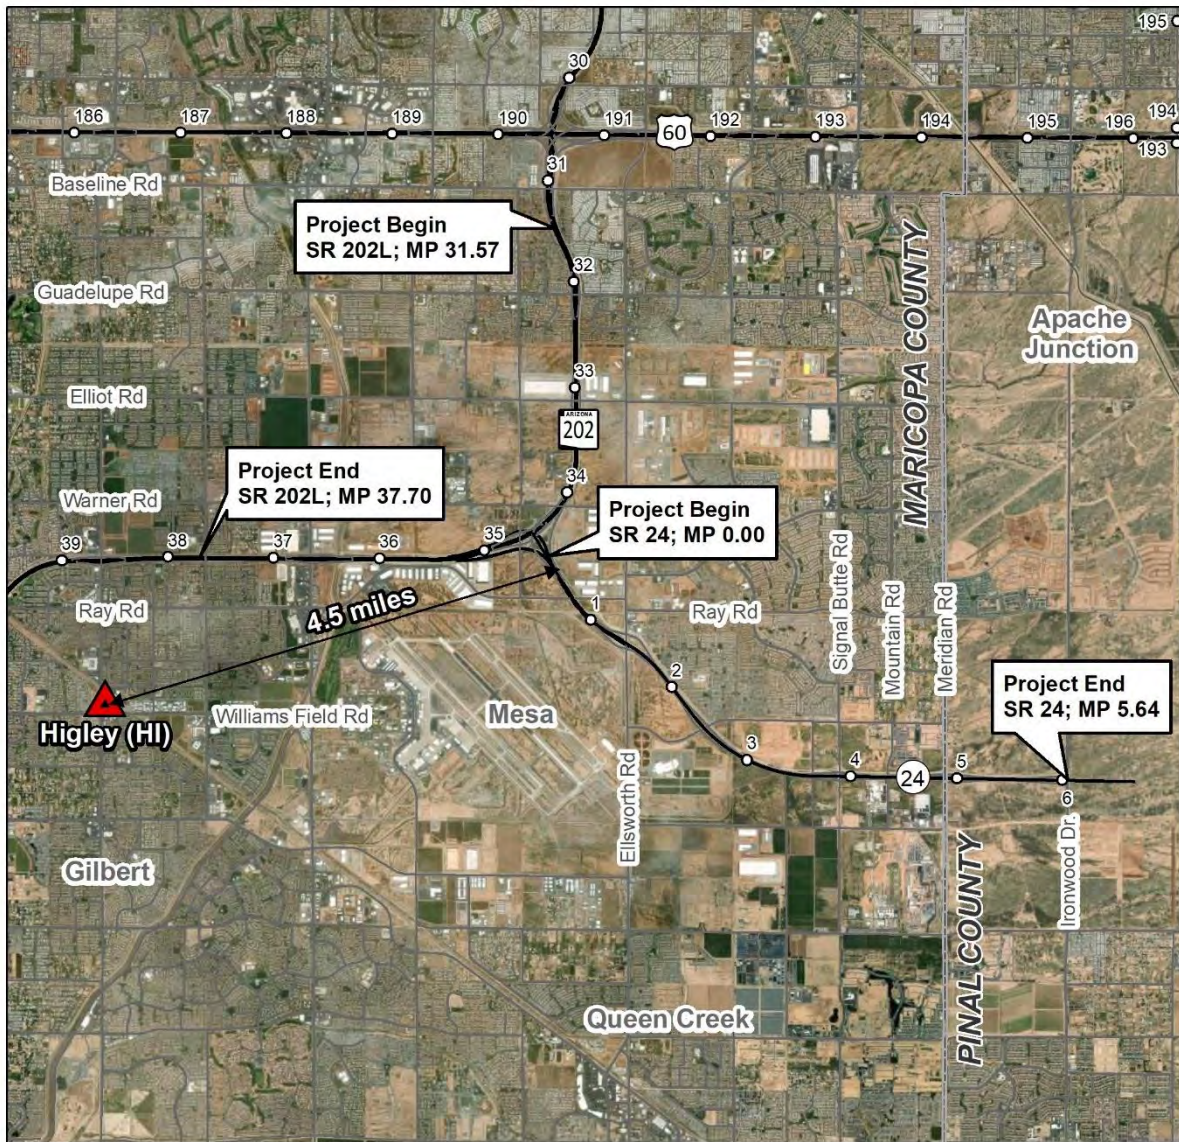 195
30
186
187
188
189
190
191
60
192
193
194
195
196
194
193
31
Baseline Rd
Project Begin
SR 202L; MP 31.57
32
Guadelupe Rd
MARICOPA COUNTY
Apache
Junction
33
Elliot Rd
ARIZONA
202
Project End
SR 202L; MP 37.70
34
Warner Rd
Project Begin
SR 24; MP 0.00
39
38
37
36
35
Signal Butte Rd
Mountain Rd
Meridian Rd
Ray Rd
4.5 miles
1
Ray Rd
2
Project End
SR 24; MP 5.64
Higley (HI)
Williams Field Rd
Mesa
3
4
24
5
6
Ellsworth Rd
Ironwood Dr.
Gilbert
PINAL COUNTY
Queen Creek